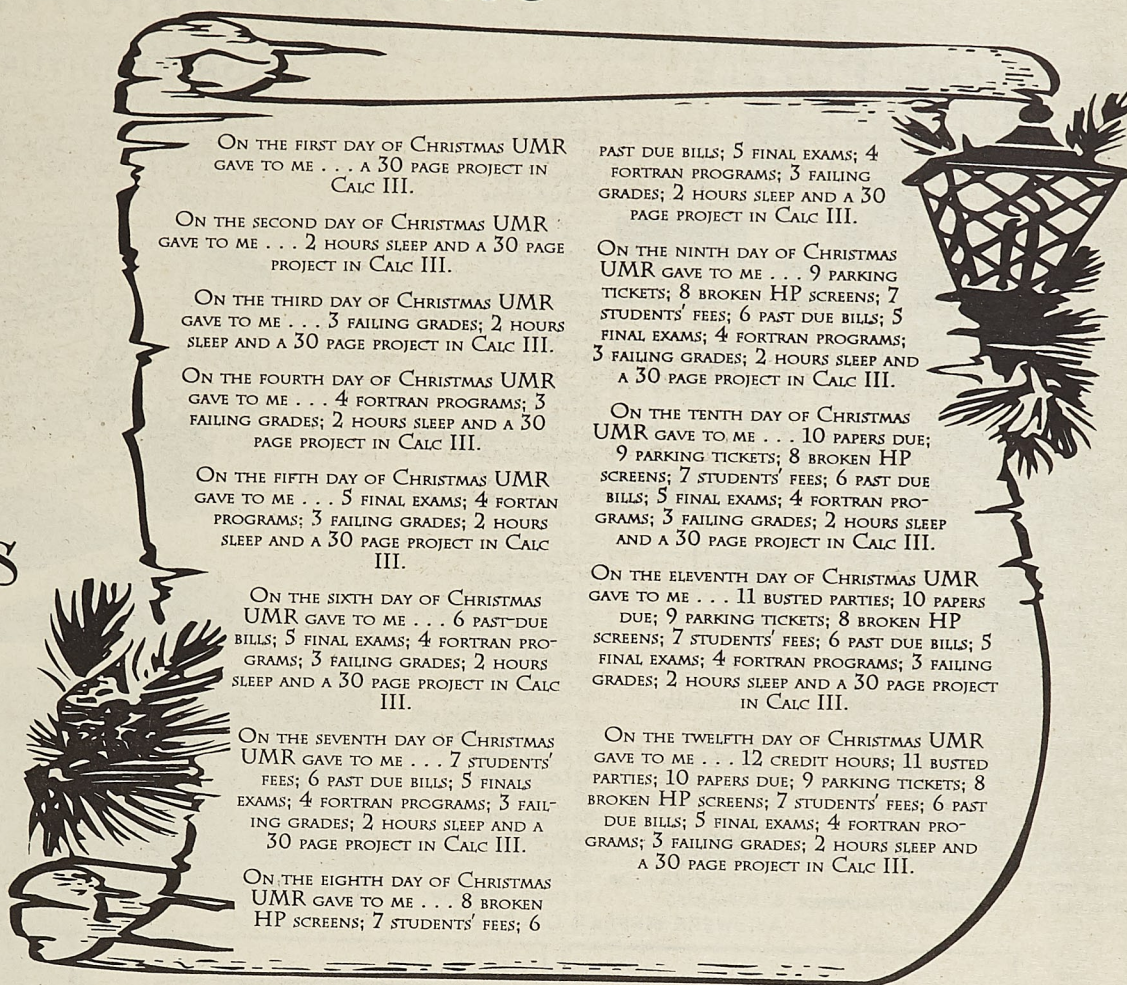 On the first day of Christmas UMR
gave to me . . . a 30 page project in
Calc III.
On the second day of Christmas UMR
gave to me . . . 2 hours sleep and a 30 page
project in Calc III.
On the third day of Christmas UMR
gave to me . . . 3 failing grades; 2 hours
sleep and a 30 page project in Calc III.
On the fourth day of Christmas UMR
gave to me . . . 4 fortran programs; 3
failing grades; 2 hours sleep and a 30
page project in Calc III.
On the fifth day of Christmas UMR
gave to me . . . 5 final exams; 4 fortan
programs; 3 failing grades; 2 hours
sleep and a 30 page project in Calc
III.
On the sixth day of Christmas
UMR gave to me . . . 6 past due
bills; 5 final exams; 4 fortran pro-
grams; 3 failing grades; 2 hours
sleep and a 30 page project in Calc
III.
On the seventh day of Christmas
UMR gave to me . . . 7 students'
fees; 6 past due bills; 5 finals
exams; 4 fortran programs; 3 fail-
ing grades; 2 hours sleep and a
30 page project in Calc III.
On the eighth day of Christmas
UMR gave to me . . . 8 broken
HP screens; 7 students' fees; 6
past due bills; 5 final exams; 4
fortran programs; 3 failing
grades; 2 hours sleep and a 30
page project in Calc III.
On the ninth day of Christmas
UMR gave to me . . . 9 parking
tickets; 8 broken HP screens; 7
students' fees; 6 past due bills; 5
final exams; 4 fortran programs;
3 failing grades; 2 hours sleep and
a 30 page project in Calc III.
On the tenth day of Christmas
UMR gave to me . . . 10 papers due;
9 parking tickets; 8 broken HP
screens; 7 students' fees; 6 past due
bills; 5 final exams; 4 fortran pro-
grams; 3 failing grades; 2 hours sleep
and a 30 page project in Calc III.
On the eleventh day of Christmas UMR
gave to me . . . 11 busted parties; 10 papers
due; 9 parking tickets; 8 broken HP
screens; 7 students' fees; 6 past due bills; 5
final exams; 4 fortran programs; 3 failing
grades; 2 hours sleep and a 30 page project
in Calc III.
On the twelfth day of Christmas UMR
gave to me . . . 12 credit hours; 11 busted
parties; 10 papers due; 9 parking tickets; 8
broken HP screens; 7 students' fees; 6 past
due bills; 5 final exams; 4 fortran pro-
grams; 3 failing grades; 2 hours sleep and
a 30 page project in Calc III.